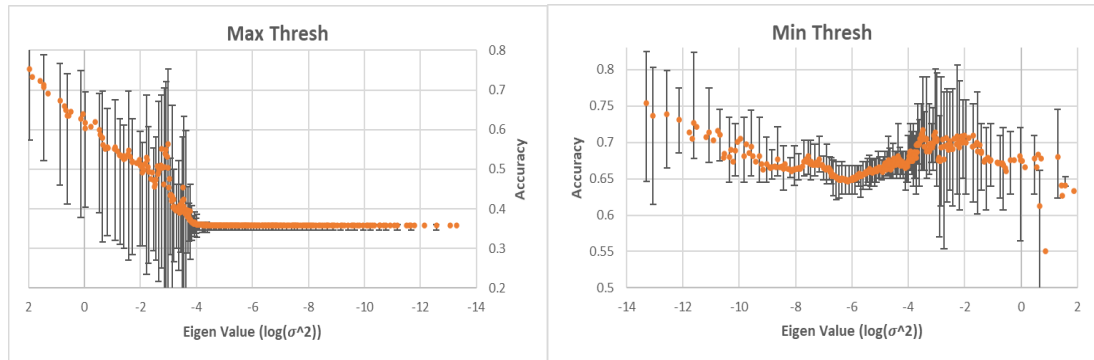 Max Thresh
0.8
0.7
0.6
0.5
0.4
0.3
0.2
Accuracy
2 0 -2 -4 -6 -8 -10 -12 -14
Eigen Value (log(σ^2))
Min Thresh
Accuracy
0.8
0.75
0.7
0.65
0.6
0.55
0.5
-14 -12 -10 -8 -6 -4 -2 0 2
Eigen Value (log(σ^2))